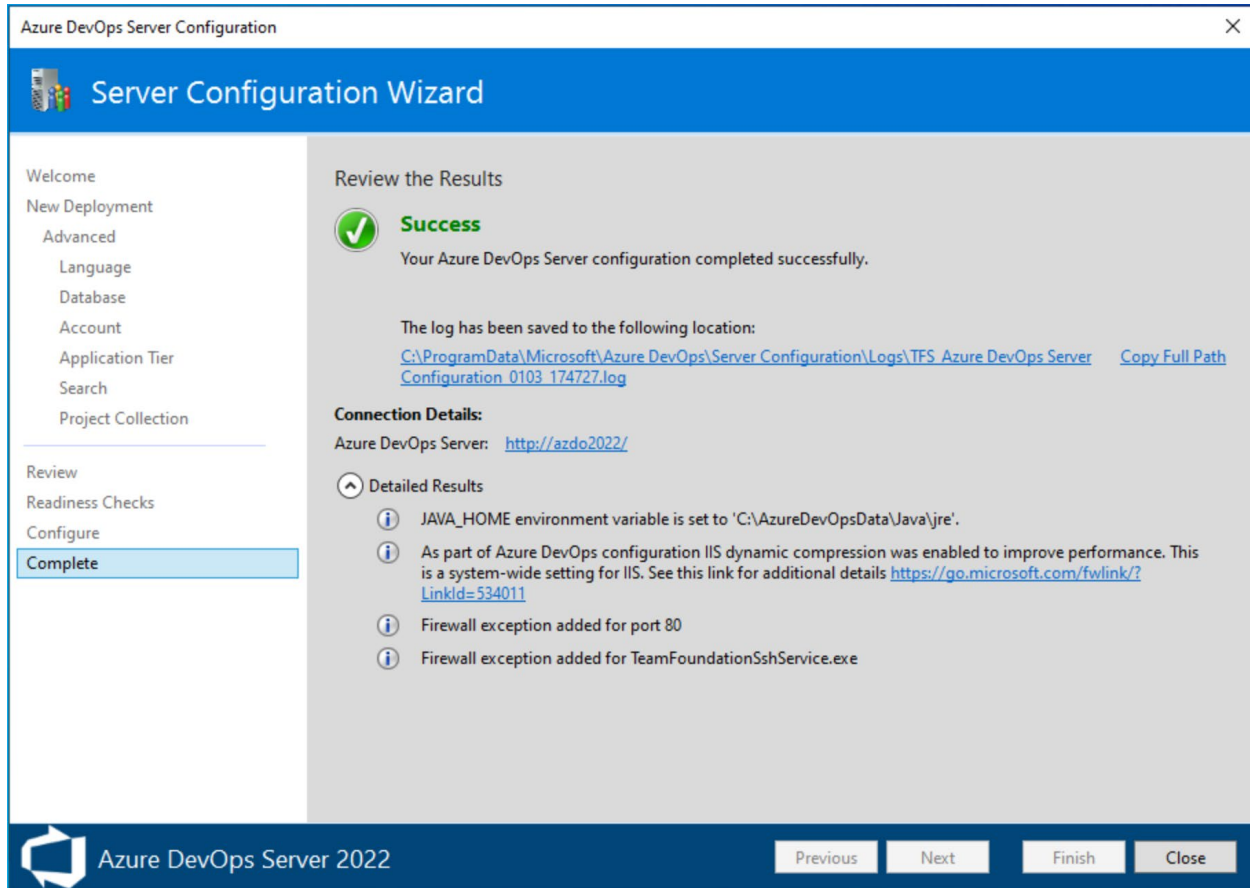 Azure DevOps Server Configuration
Server Configuration Wizard
Welcome
New Deployment
Advanced
Language
Database
Account
Application Tier
Search
Project Collection
Review
Readiness Checks
Configure
Complete
Review the Results
Success
Your Azure DevOps Server configuration completed successfully.
The log has been saved to the following location:
C:\ProgramData\Microsoft\Azure DevOps\Server Configuration\Logs\TFS_Azure DevOps Server
Configuration_0103_174727.log
Copy Full Path
Connection Details:
Azure DevOps Server: http://azdo2022/
Detailed Results
JAVA_HOME environment variable is set to 'C:\AzureDevOpsData\Java\jre'.
As part of Azure DevOps configuration IIS dynamic compression was enabled to improve performance. This
is a system-wide setting for IIS. See this link for additional details https://go.microsoft.com/fwlink/?
LinkId=534011
Firewall exception added for port 80
Firewall exception added for TeamFoundationSshService.exe
Azure DevOps Server 2022
Previous
Next
Finish
Close